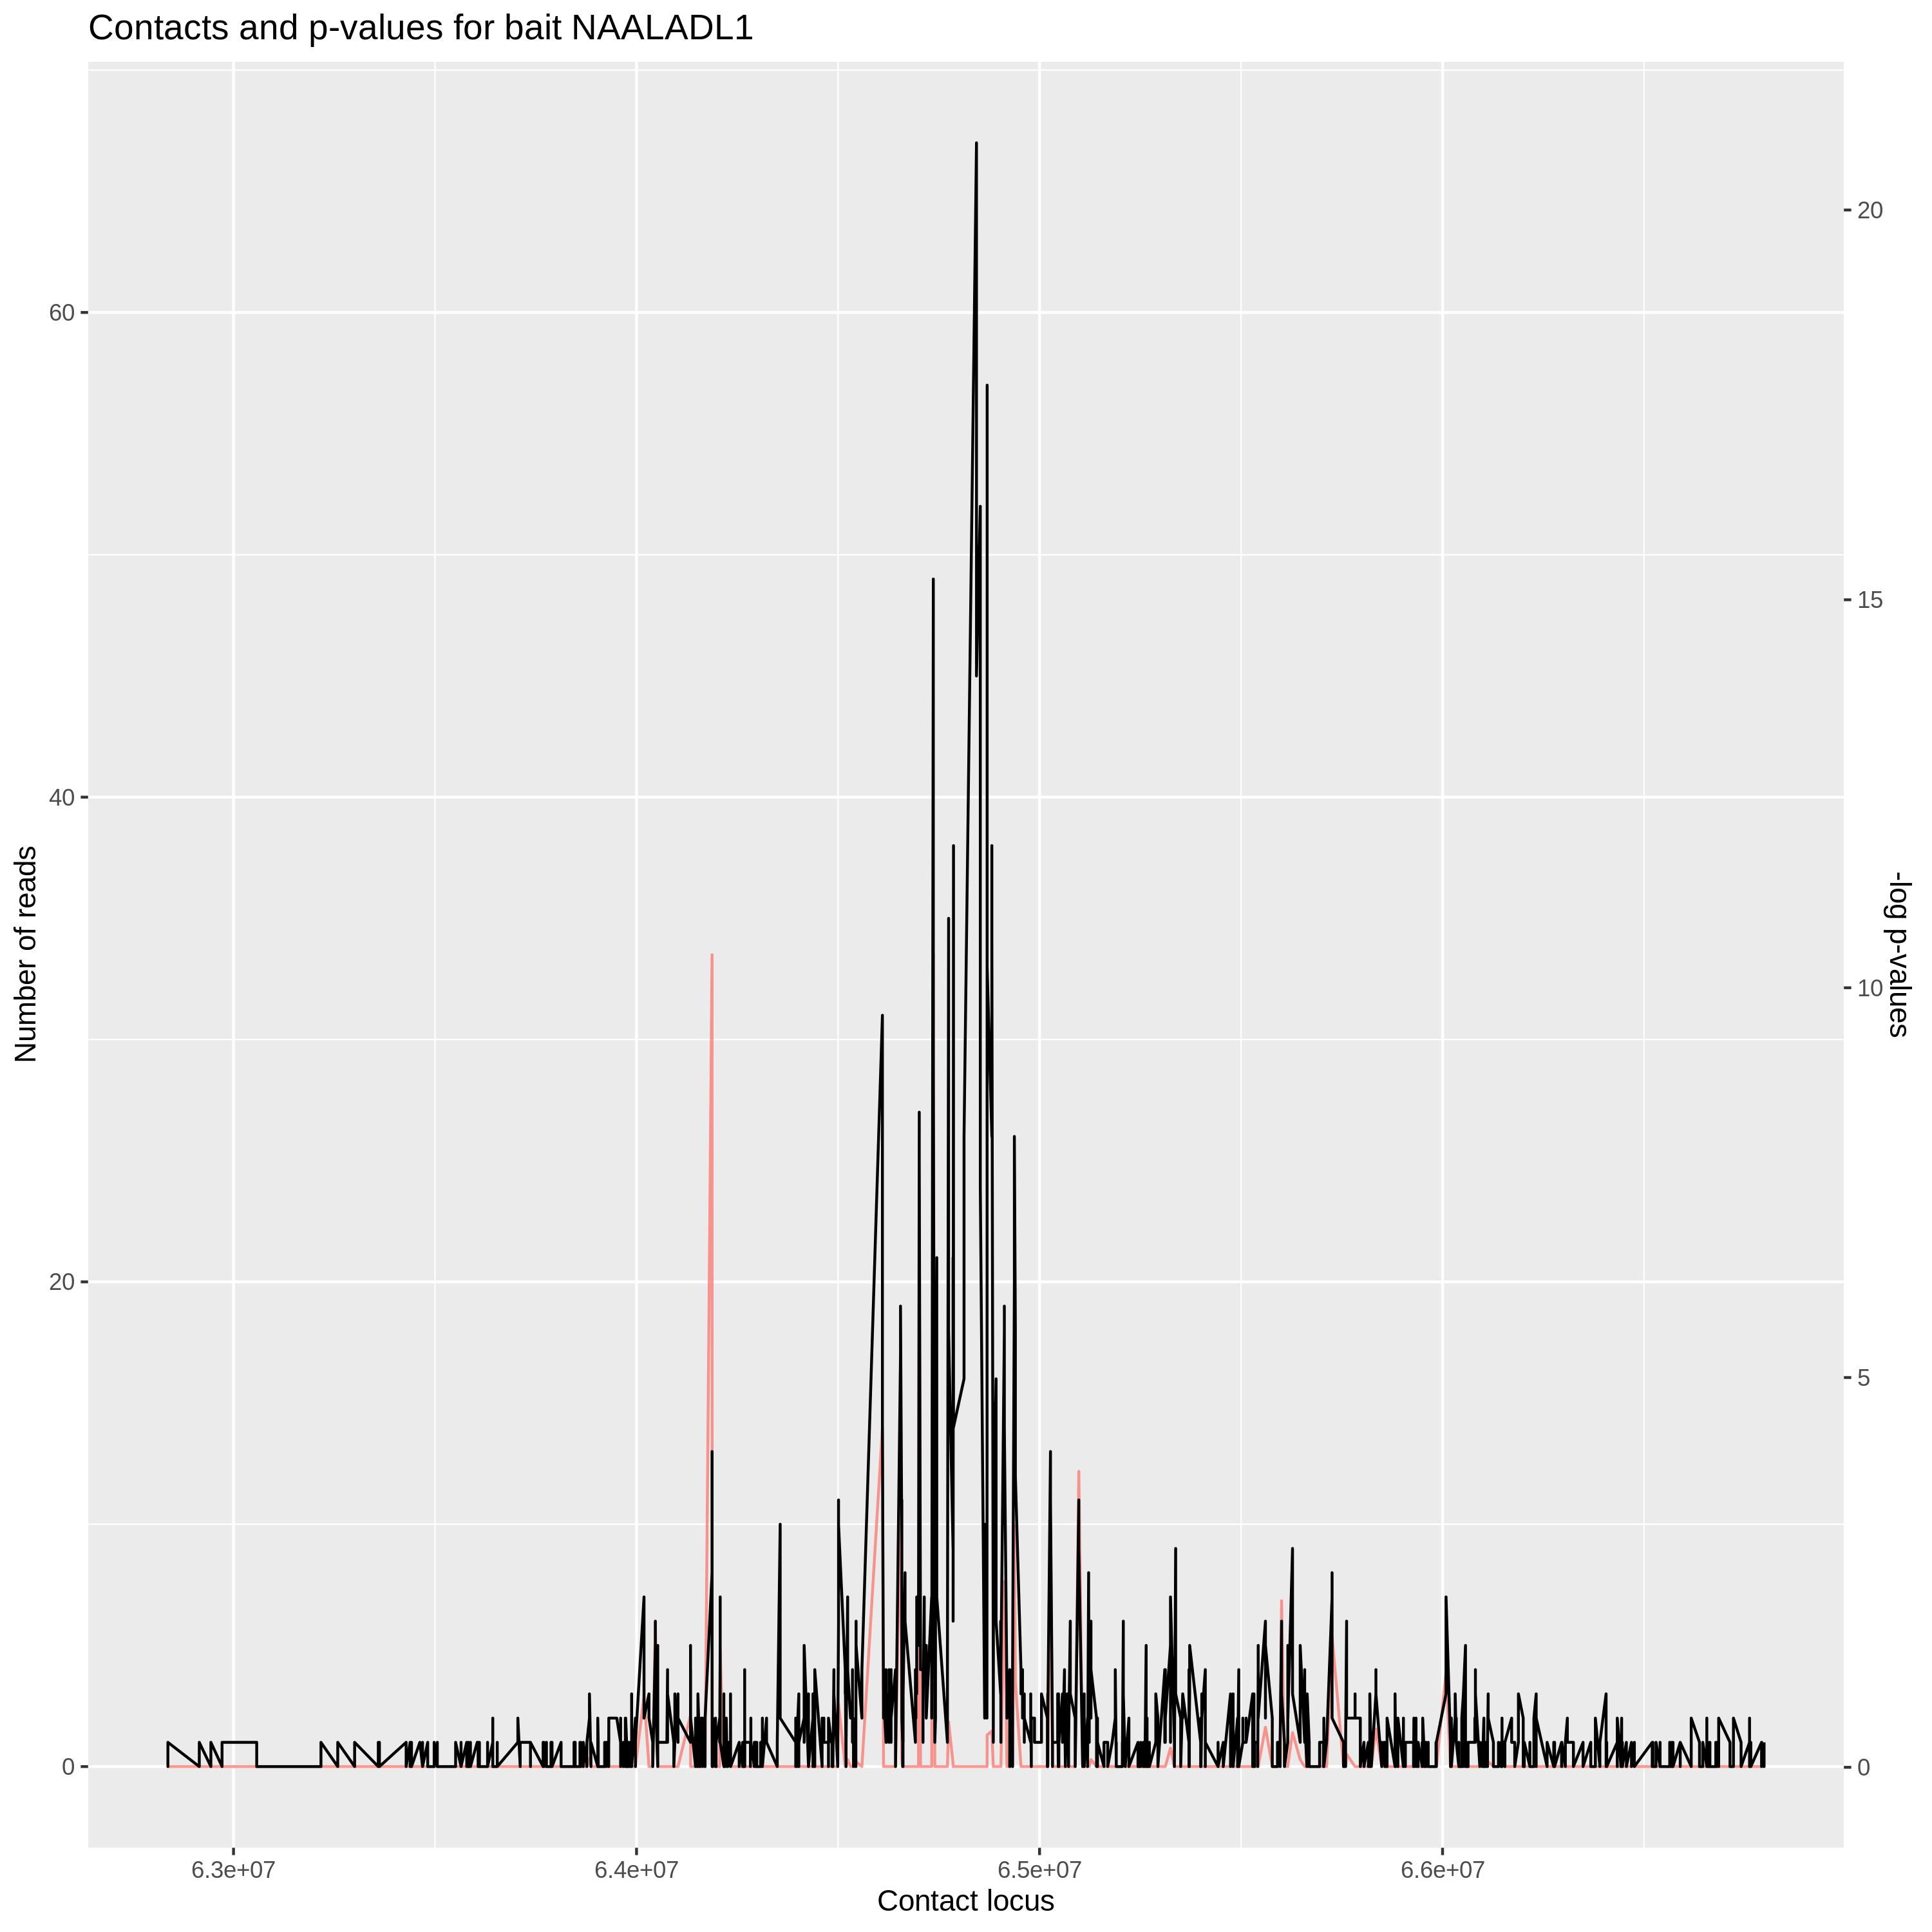 Contacts and p-values for bait NAALADL1
60
40
20
0
Number of reads
20
15
10
5
0
-log p-values
6.3e+07
6.4e+07
6.5e+07
6.6e+07
Contact locus